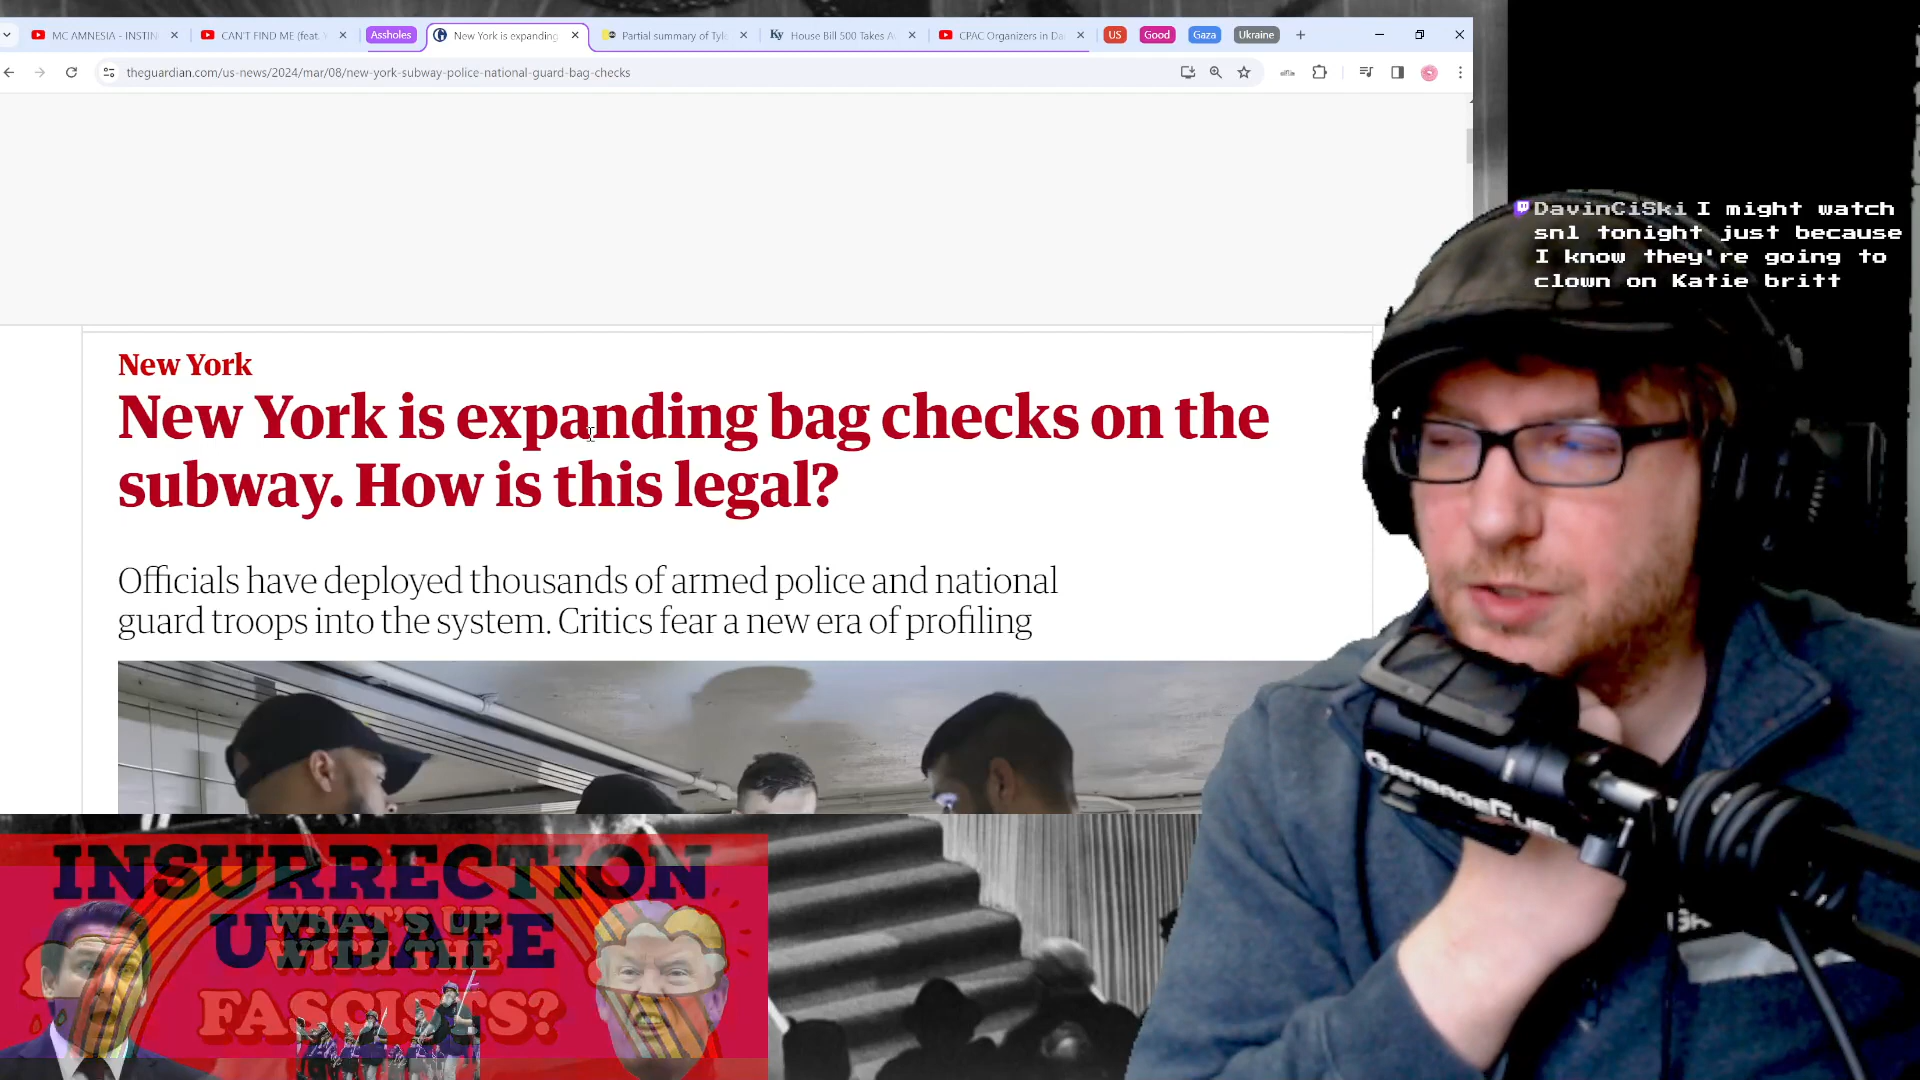 MC AMNESIA - INSTIN
CAN'T FIND ME (feat. Y
Assholes
New York is expanding
Partial summary of Tyl
Ky House Bill 500 Takes A
CPAC Organizers in Da
US
Good
Gaza
Ukraine
theguardian.com/us-news/2024/mar/08/new-york-subway-police-national-guard-bag-checks
DavinCiSki I might watch
snl tonight just because
I know they're going to
clown on Katie britt
New York
New York is expanding bag checks on the
subway. How is this legal?
Officials have deployed thousands of armed police and national
guard troops into the system. Critics fear a new era of profiling
INSURRECTION
UPDATE
WHAT'S UP
WITH THE
FASCISTS?